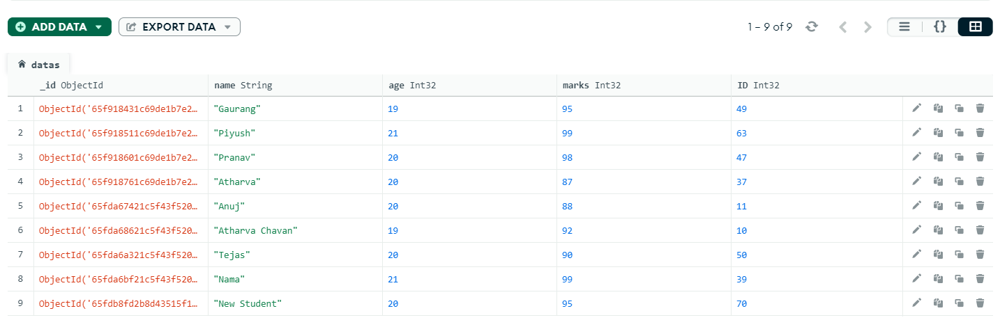 ADD DATA EXPORT DATA 1 – 9 of 9 {}
datas
_id ObjectId name String age Int32 marks Int32 ID Int32
1 ObjectId('65f918431c69de1b7e2… "Gaurang" 19 95 49
2 ObjectId('65f918511c69de1b7e2… "Piyush" 21 99 63
3 ObjectId('65f918601c69de1b7e2… "Pranav" 20 98 47
4 ObjectId('65f918761c69de1b7e2… "Atharva" 20 87 37
5 ObjectId('65fda67421c5f43f520… "Anuj" 20 88 11
6 ObjectId('65fda68621c5f43f520… "Atharva Chavan" 19 92 10
7 ObjectId('65fda6a321c5f43f520… "Tejas" 20 90 50
8 ObjectId('65fda6bf21c5f43f520… "Nama" 21 99 39
9 ObjectId('65fdb8fd2b8d43515f1… "New Student" 20 95 70